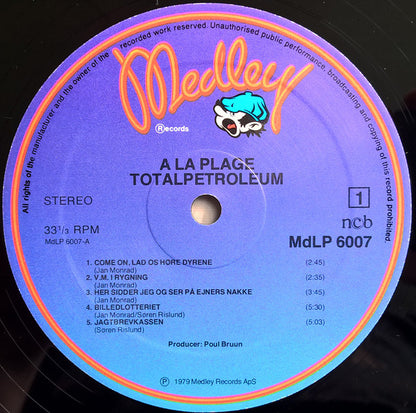 All rights of the manufacturer and the owner of the recorded work reserved. Unauthorised public performance, broadcasting and copying of this record prohibited.
Medley
Records
A LA PLAGE
TOTALPETROLEUM
STEREO
1
33 1/3 RPM
ncb
MdLP 6007-A
MdLP 6007
1. COME ON, LAD OS HØRE DYRENE (2:45)
(Jan Monrad)
2. V.M. I RYGNING (2:35)
(Jan Monrad)
3. HER SIDDER JEG OG SER PÅ EJNERS NAKKE (3:45)
(Jan Monrad)
4. BILLEDLOTTERIET (5:30)
(Jan Monrad/Søren Rislund)
5. JAGTBREVKASSEN (5:03)
(Søren Rislund)
Producer: Poul Bruun
Ⓟ 1979 Medley Records ApS